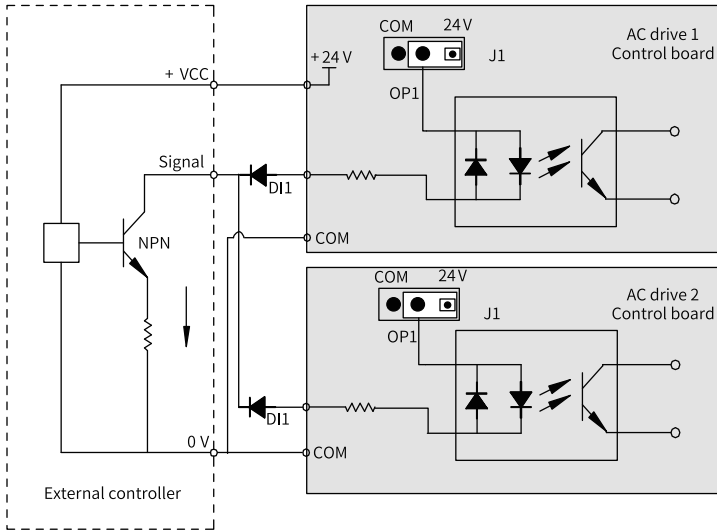 COM 24 V
J1
OP1
AC drive 1
Control board
+ 24 V
+ VCC
Signal
DI1
NPN
COM
COM 24 V
J1
OP1
AC drive 2
Control board
DI1
0 V
COM
External controller